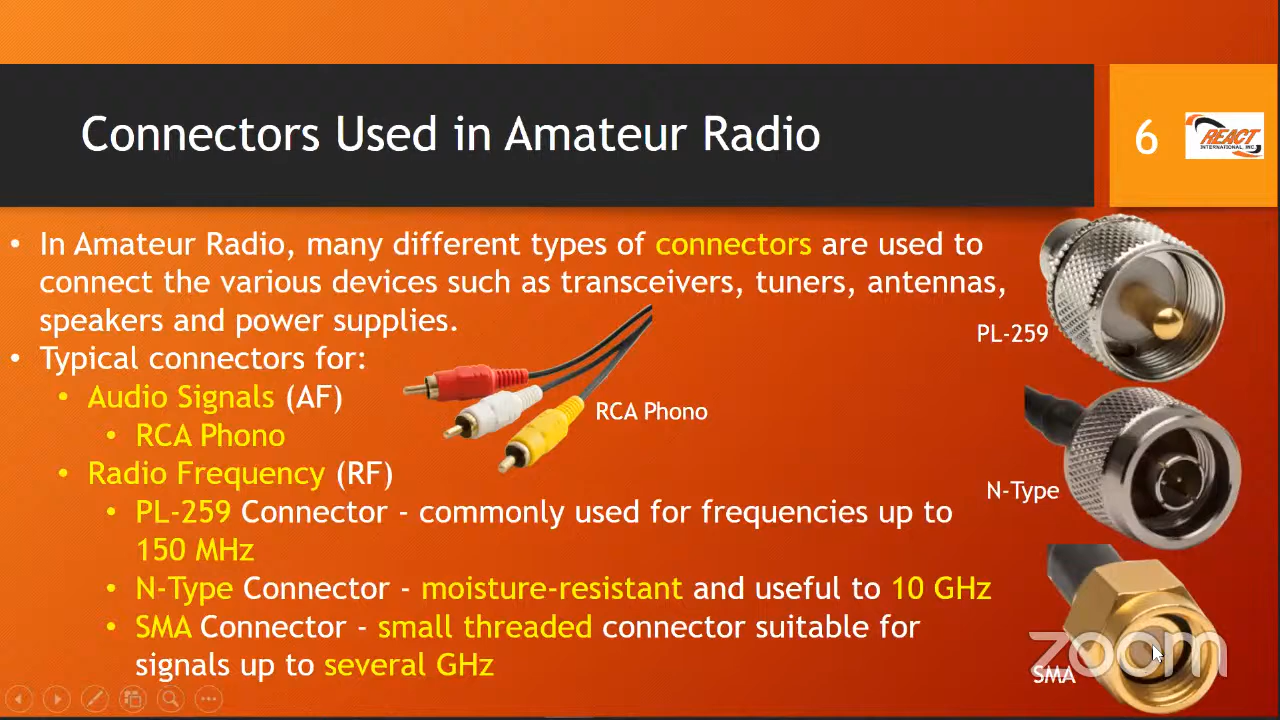 Connectors Used in Amateur Radio
6
REACT
INTERNATIONAL, INC.
• In Amateur Radio, many different types of connectors are used to
connect the various devices such as transceivers, tuners, antennas,
speakers and power supplies.
PL-259
• Typical connectors for:
• Audio Signals (AF)
RCA Phono
• RCA Phono
• Radio Frequency (RF)
N-Type
• PL-259 Connector - commonly used for frequencies up to
150 MHz
• N-Type Connector - moisture-resistant and useful to 10 GHz
• SMA Connector - small threaded connector suitable for
signals up to several GHz
zoom
SMA